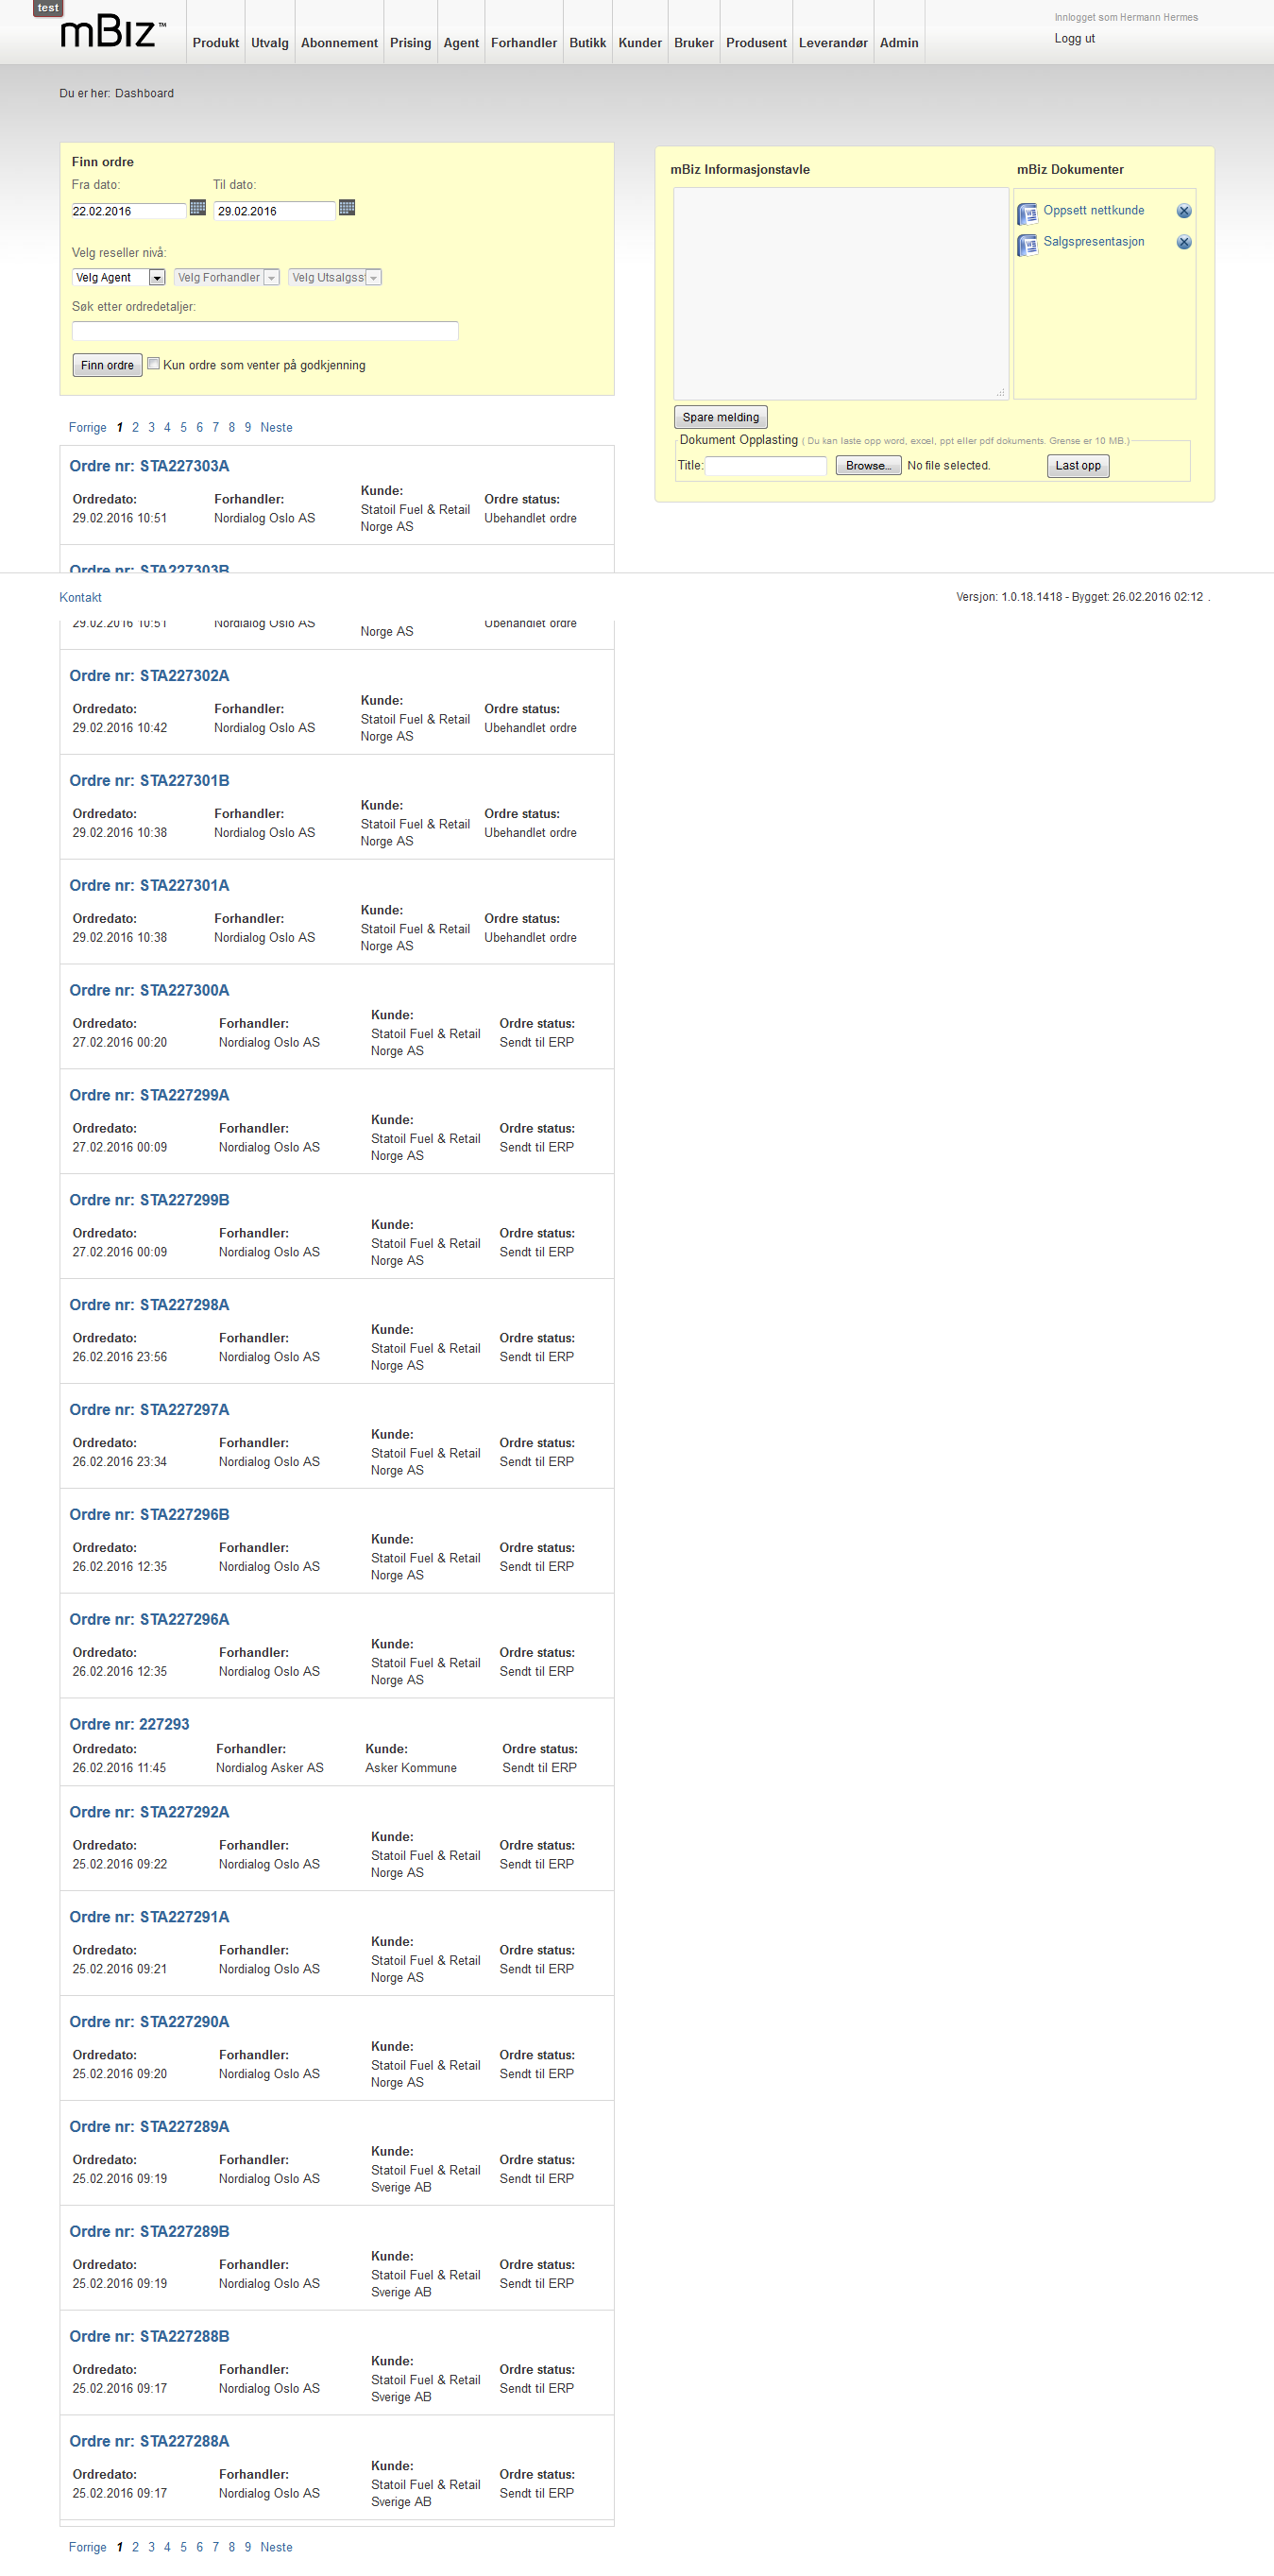 test
mBiz™
Produkt Utvalg Abonnement Prising Agent Forhandler Butikk Kunder Bruker Produsent Leverandør Admin
Innlogget som Hermann Hermes
Logg ut
Du er her: Dashboard
Finn ordre
Fra dato: Til dato:
22.02.2016 29.02.2016
Velg reseller nivå:
Velg Agent Velg Forhandler Velg Utsalgsst
Søk etter ordredetaljer:
Finn ordre Kun ordre som venter på godkjenning
mBiz Informasjonstavle
mBiz Dokumenter
Oppsett nettkunde
Salgspresentasjon
Spare melding
Dokument Opplasting ( Du kan laste opp word, excel, ppt eller pdf dokuments. Grense er 10 MB.)
Title: Browse... No file selected. Last opp
Forrige 1 2 3 4 5 6 7 8 9 Neste
Ordre nr: STA227303A
Ordredato: Forhandler: Kunde: Ordre status:
29.02.2016 10:51 Nordialog Oslo AS Statoil Fuel & Retail Ubehandlet ordre
Norge AS
Ordre nr: STA227303B
Kontakt
Versjon: 1.0.18.1418 - Bygget: 26.02.2016 02:12 .
29.02.2016 10:51 Nordialog Oslo AS Ubehandlet ordre
Norge AS
Ordre nr: STA227302A
Ordredato: Forhandler: Kunde: Ordre status:
29.02.2016 10:42 Nordialog Oslo AS Statoil Fuel & Retail Ubehandlet ordre
Norge AS
Ordre nr: STA227301B
Ordredato: Forhandler: Kunde: Ordre status:
29.02.2016 10:38 Nordialog Oslo AS Statoil Fuel & Retail Ubehandlet ordre
Norge AS
Ordre nr: STA227301A
Ordredato: Forhandler: Kunde: Ordre status:
29.02.2016 10:38 Nordialog Oslo AS Statoil Fuel & Retail Ubehandlet ordre
Norge AS
Ordre nr: STA227300A
Ordredato: Forhandler: Kunde: Ordre status:
27.02.2016 00:20 Nordialog Oslo AS Statoil Fuel & Retail Sendt til ERP
Norge AS
Ordre nr: STA227299A
Ordredato: Forhandler: Kunde: Ordre status:
27.02.2016 00:09 Nordialog Oslo AS Statoil Fuel & Retail Sendt til ERP
Norge AS
Ordre nr: STA227299B
Ordredato: Forhandler: Kunde: Ordre status:
27.02.2016 00:09 Nordialog Oslo AS Statoil Fuel & Retail Sendt til ERP
Norge AS
Ordre nr: STA227298A
Ordredato: Forhandler: Kunde: Ordre status:
26.02.2016 23:56 Nordialog Oslo AS Statoil Fuel & Retail Sendt til ERP
Norge AS
Ordre nr: STA227297A
Ordredato: Forhandler: Kunde: Ordre status:
26.02.2016 23:34 Nordialog Oslo AS Statoil Fuel & Retail Sendt til ERP
Norge AS
Ordre nr: STA227296B
Ordredato: Forhandler: Kunde: Ordre status:
26.02.2016 12:35 Nordialog Oslo AS Statoil Fuel & Retail Sendt til ERP
Norge AS
Ordre nr: STA227296A
Ordredato: Forhandler: Kunde: Ordre status:
26.02.2016 12:35 Nordialog Oslo AS Statoil Fuel & Retail Sendt til ERP
Norge AS
Ordre nr: 227293
Ordredato: Forhandler: Kunde: Ordre status:
26.02.2016 11:45 Nordialog Asker AS Asker Kommune Sendt til ERP
Ordre nr: STA227292A
Ordredato: Forhandler: Kunde: Ordre status:
25.02.2016 09:22 Nordialog Oslo AS Statoil Fuel & Retail Sendt til ERP
Norge AS
Ordre nr: STA227291A
Ordredato: Forhandler: Kunde: Ordre status:
25.02.2016 09:21 Nordialog Oslo AS Statoil Fuel & Retail Sendt til ERP
Norge AS
Ordre nr: STA227290A
Ordredato: Forhandler: Kunde: Ordre status:
25.02.2016 09:20 Nordialog Oslo AS Statoil Fuel & Retail Sendt til ERP
Norge AS
Ordre nr: STA227289A
Ordredato: Forhandler: Kunde: Ordre status:
25.02.2016 09:19 Nordialog Oslo AS Statoil Fuel & Retail Sendt til ERP
Sverige AB
Ordre nr: STA227289B
Ordredato: Forhandler: Kunde: Ordre status:
25.02.2016 09:19 Nordialog Oslo AS Statoil Fuel & Retail Sendt til ERP
Sverige AB
Ordre nr: STA227288B
Ordredato: Forhandler: Kunde: Ordre status:
25.02.2016 09:17 Nordialog Oslo AS Statoil Fuel & Retail Sendt til ERP
Sverige AB
Ordre nr: STA227288A
Ordredato: Forhandler: Kunde: Ordre status:
25.02.2016 09:17 Nordialog Oslo AS Statoil Fuel & Retail Sendt til ERP
Sverige AB
Forrige 1 2 3 4 5 6 7 8 9 Neste